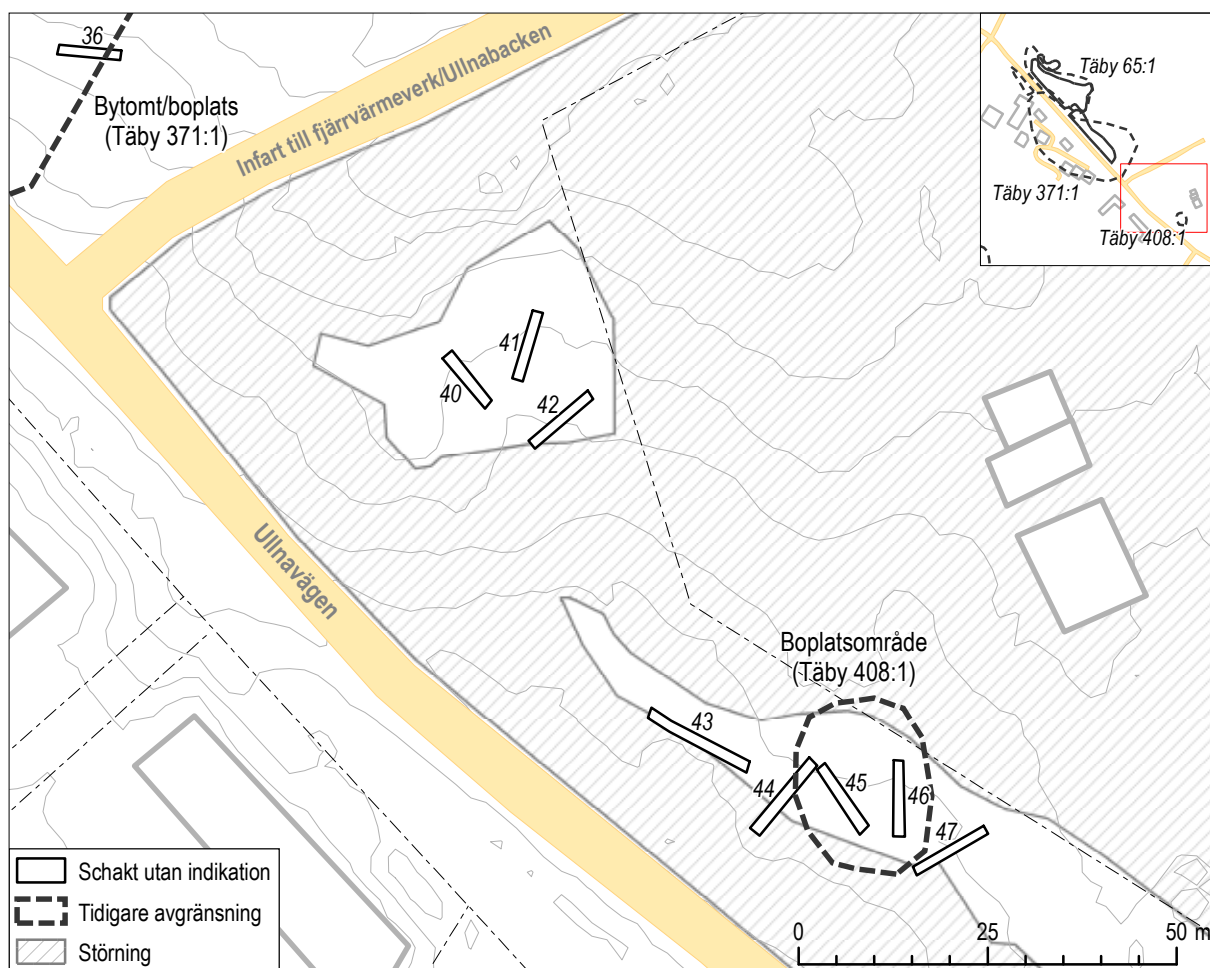 36
Bytomt/boplats
(Täby 371:1)
Infart till fjärrvärmeverk/Ullnabacken
Täby 65:1
Täby 371:1
Täby 408:1
41
40
42
Ullnavägen
Boplatsområde
(Täby 408:1)
43
44
45
46
47
Schakt utan indikation
Tidigare avgränsning
Störning
0 25 50 m